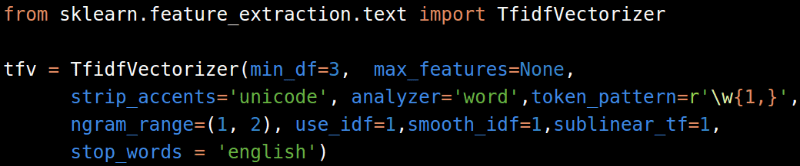 from sklearn.feature_extraction.text import TfidfVectorizer
tfv = TfidfVectorizer(min_df=3,  max_features=None,
strip_accents='unicode', analyzer='word',token_pattern=r'\w{1,}',
ngram_range=(1, 2), use_idf=1,smooth_idf=1,sublinear_tf=1,
stop_words = 'english')